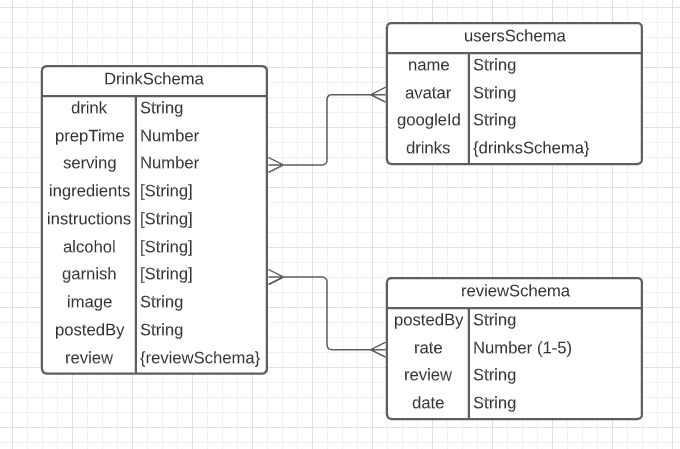 DrinkSchema
drink String
prepTime Number
serving Number
ingredients [String]
instructions [String]
alcohol [String]
garnish [String]
image String
postedBy String
review {reviewSchema}
usersSchema
name String
avatar String
googleId String
drinks {drinksSchema}
reviewSchema
postedBy String
rate Number (1-5)
review String
date String